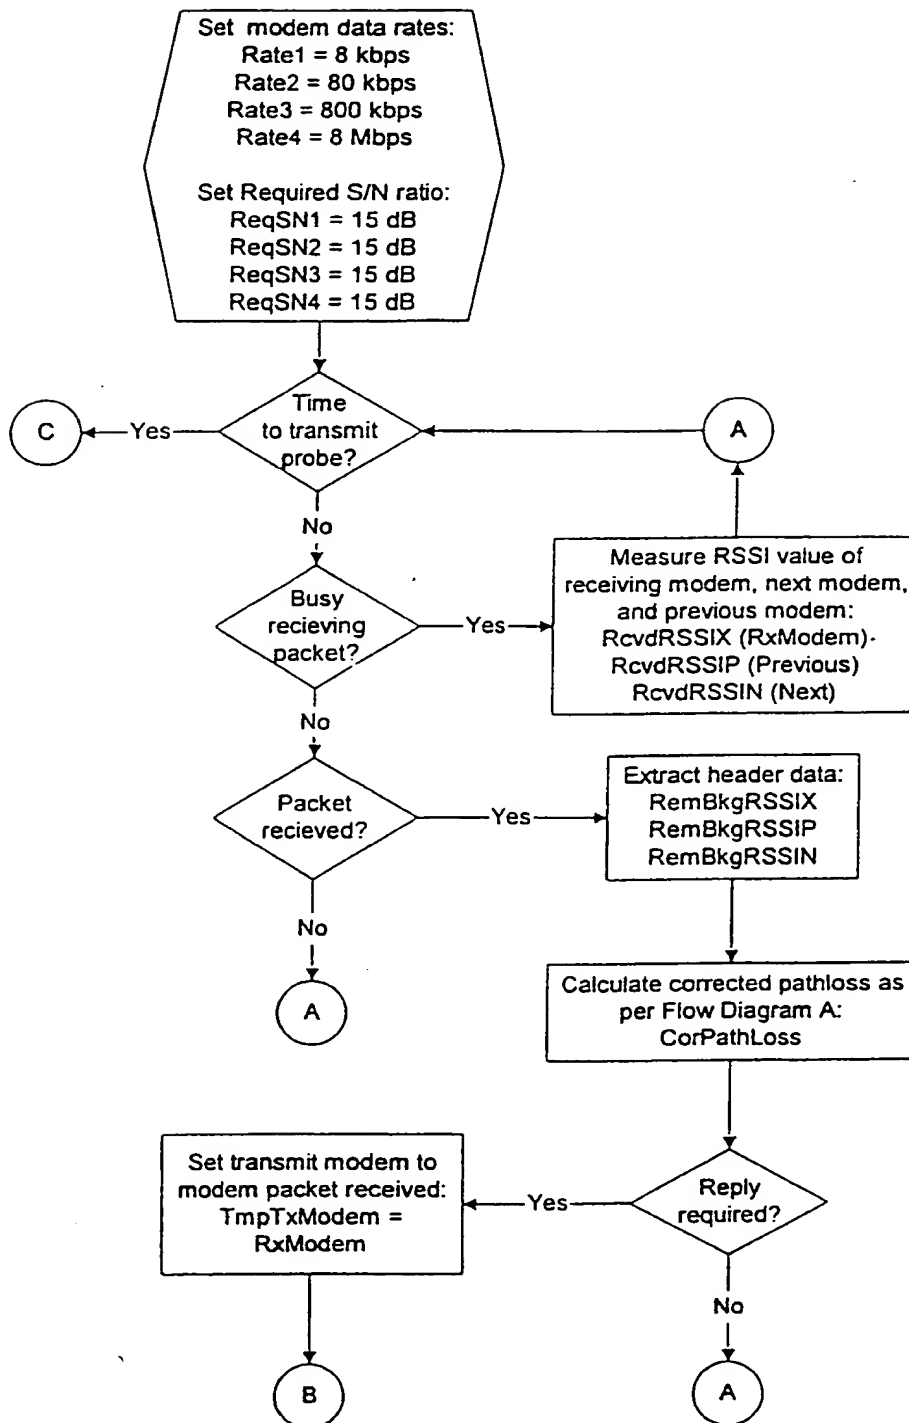 Set modem data rates:
Rate1 = 8 kbps
Rate2 = 80 kbps
Rate3 = 800 kbps
Rate4 = 8 Mbps
Set Required S/N ratio:
ReqSN1 = 15 dB
ReqSN2 = 15 dB
ReqSN3 = 15 dB
ReqSN4 = 15 dB
Time
to transmit
probe?
Yes
C
A
No
Busy
recieving
packet?
Yes
Measure RSSI value of
receiving modem, next modem,
and previous modem:
RcvdRSSIX (RxModem)-
RcvdRSSIP (Previous)
RcvdRSSIN (Next)
No
Packet
recieved?
Yes
Extract header data:
RemBkgRSSIX
RemBkgRSSIP
RemBkgRSSIN
No
A
Calculate corrected pathloss as
per Flow Diagram A:
CorPathLoss
Reply
required?
Yes
Set transmit modem to
modem packet received:
TmpTxModem =
RxModem
No
B
A